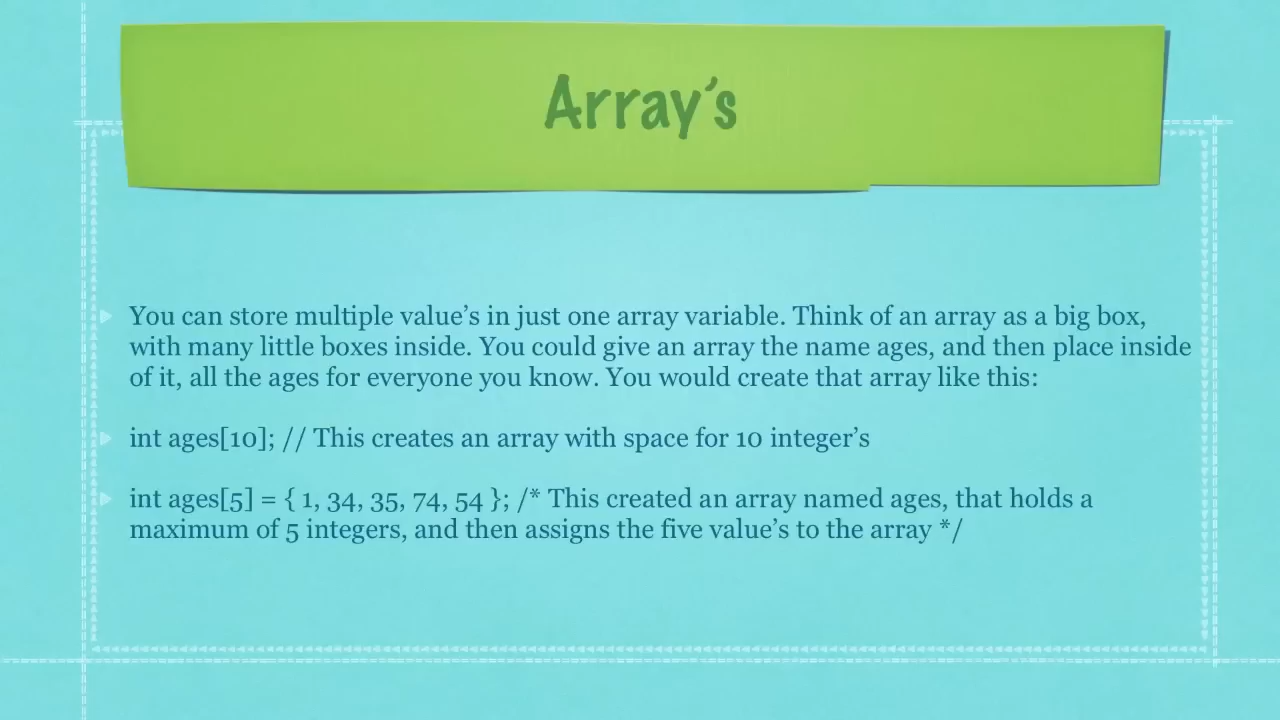 Array's
You can store multiple value's in just one array variable. Think of an array as a big box,
with many little boxes inside. You could give an array the name ages, and then place inside
of it, all the ages for everyone you know. You would create that array like this:
int ages[10]; // This creates an array with space for 10 integer's
int ages[5] = { 1, 34, 35, 74, 54 }; /* This created an array named ages, that holds a
maximum of 5 integers, and then assigns the five value's to the array */